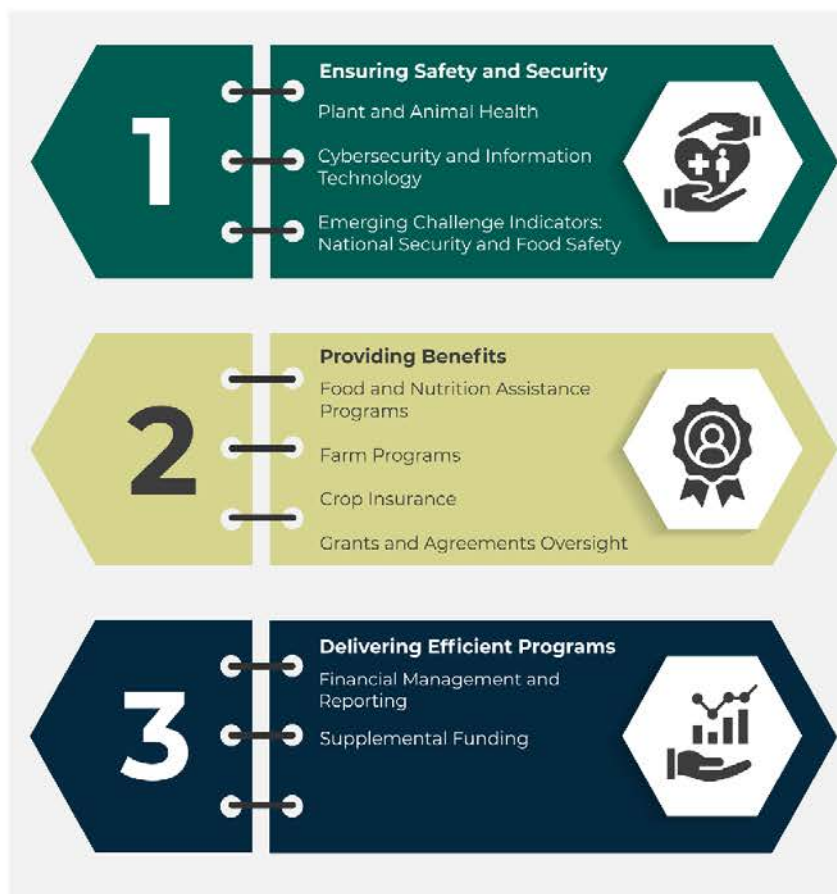 1
Ensuring Safety and Security
Plant and Animal Health
Cybersecurity and Information
Technology
Emerging Challenge Indicators:
National Security and Food Safety
2
Providing Benefits
Food and Nutrition Assistance
Programs
Farm Programs
Crop Insurance
Grants and Agreements Oversight
3
Delivering Efficient Programs
Financial Management and
Reporting
Supplemental Funding